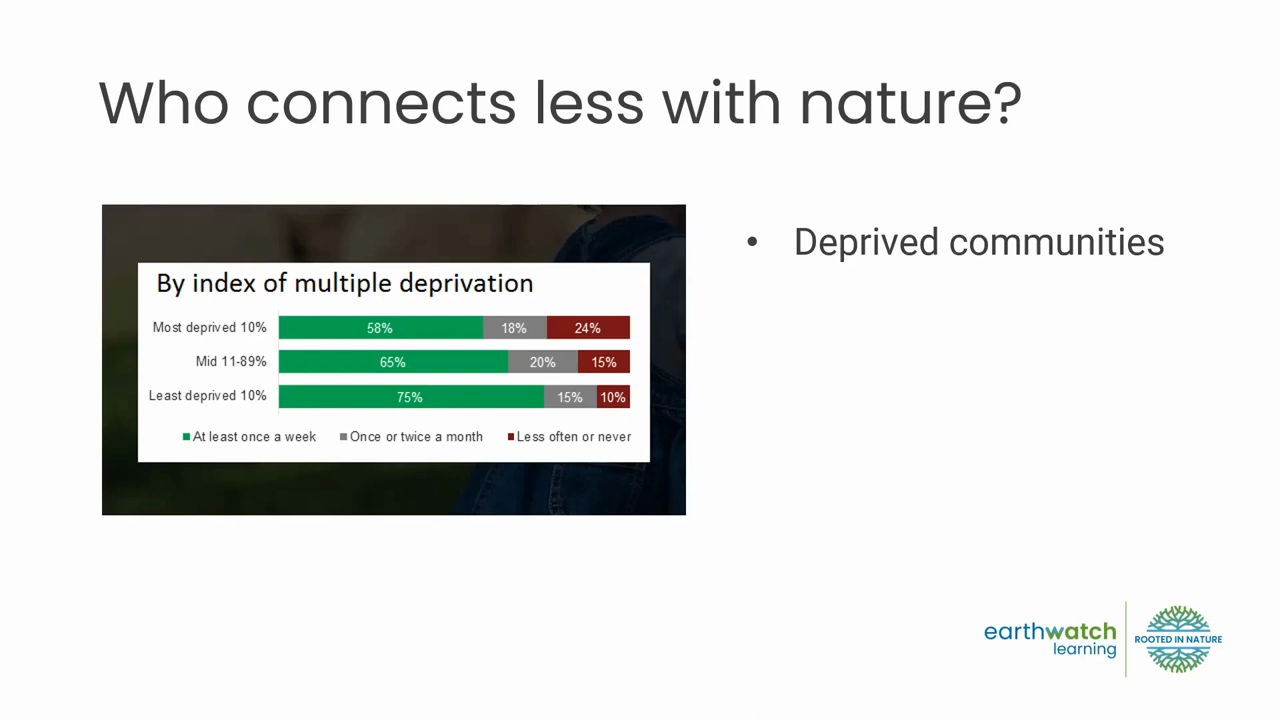 Who connects less with nature?
By index of multiple deprivation
Most deprived 10% 58% 18% 24%
Mid 11-89% 65% 20% 15%
Least deprived 10% 75% 15% 10%
At least once a week Once or twice a month Less often or never
• Deprived communities
earthwatch
learning
ROOTED IN NATURE